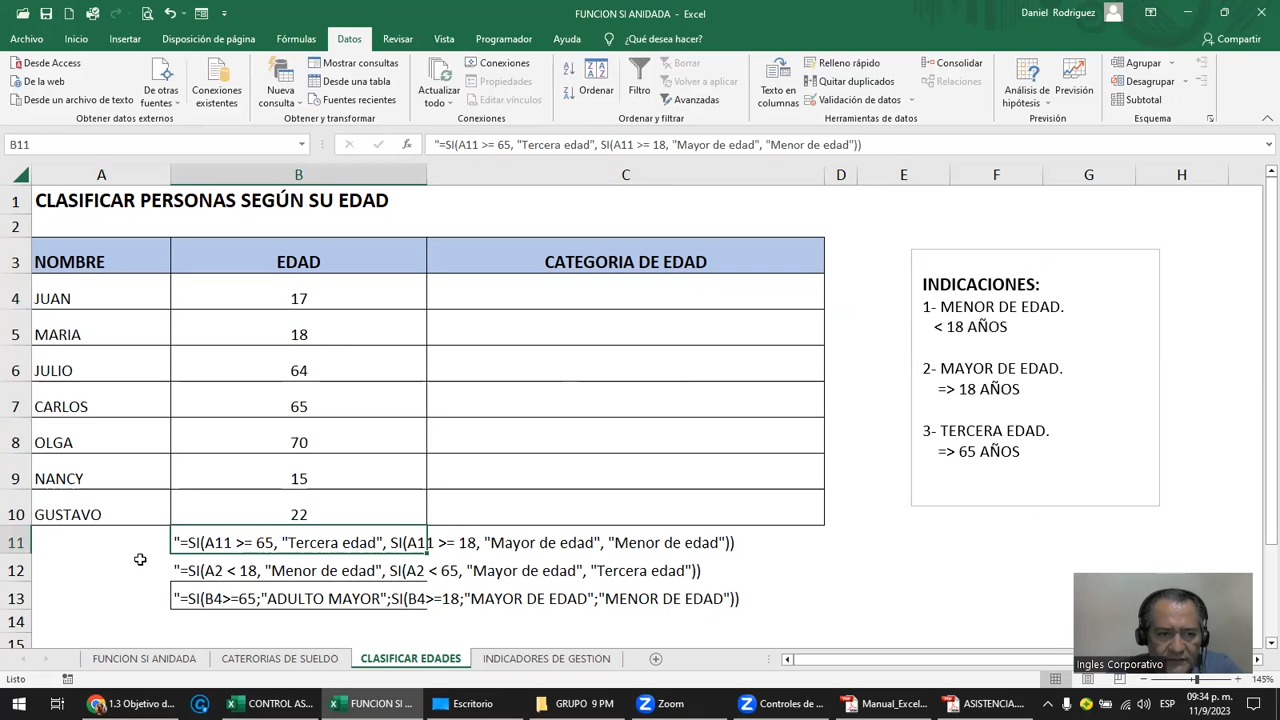 FUNCION SI ANIDADA - Excel
Daniel Rodriguez
Archivo Inicio Insertar Disposición de página Fórmulas Datos Revisar Vista Programador Ayuda ¿Qué desea hacer? Compartir
Desde Access
De la web
Desde un archivo de texto
De otras fuentes
Conexiones existentes
Obtener datos externos
Nueva consulta
Mostrar consultas
Desde una tabla
Fuentes recientes
Obtener y transformar
Actualizar todo
Conexiones
Propiedades
Editar vínculos
Conexiones
Ordenar
Filtro
Borrar
Volver a aplicar
Avanzadas
Ordenar y filtrar
Texto en columnas
Relleno rápido
Quitar duplicados
Validación de datos
Consolidar
Relaciones
Herramientas de datos
Análisis de hipótesis
Previsión
Previsión
Agrupar
Desagrupar
Subtotal
Esquema
B11 fx "=SI(A11 >= 65, "Tercera edad", SI(A11 >= 18, "Mayor de edad", "Menor de edad"))
A B C D E F G H
1 CLASIFICAR PERSONAS SEGÚN SU EDAD
2
3 NOMBRE EDAD CATEGORIA DE EDAD
4 JUAN 17
5 MARIA 18
6 JULIO 64
7 CARLOS 65
8 OLGA 70
9 NANCY 15
10 GUSTAVO 22
11 "=SI(A11 >= 65, "Tercera edad", SI(A11 >= 18, "Mayor de edad", "Menor de edad"))
12 "=SI(A2 < 18, "Menor de edad", SI(A2 < 65, "Mayor de edad", "Tercera edad"))
13 "=SI(B4>=65;"ADULTO MAYOR";SI(B4>=18;"MAYOR DE EDAD";"MENOR DE EDAD"))
14
15
INDICACIONES:
1- MENOR DE EDAD.
< 18 AÑOS
2- MAYOR DE EDAD.
=> 18 AÑOS
3- TERCERA EDAD.
=> 65 AÑOS
Ingles Corporativo
FUNCION SI ANIDADA CATERORIAS DE SUELDO CLASIFICAR EDADES INDICADORES DE GESTION
Listo 145%
1.3 Objetivo d... CONTROL AS... FUNCION SI ... Escritorio GRUPO 9 PM Zoom Controles de ... Manual_Exce... ASISTENCIA.... ESP 09:34 p. m.
11/9/2023